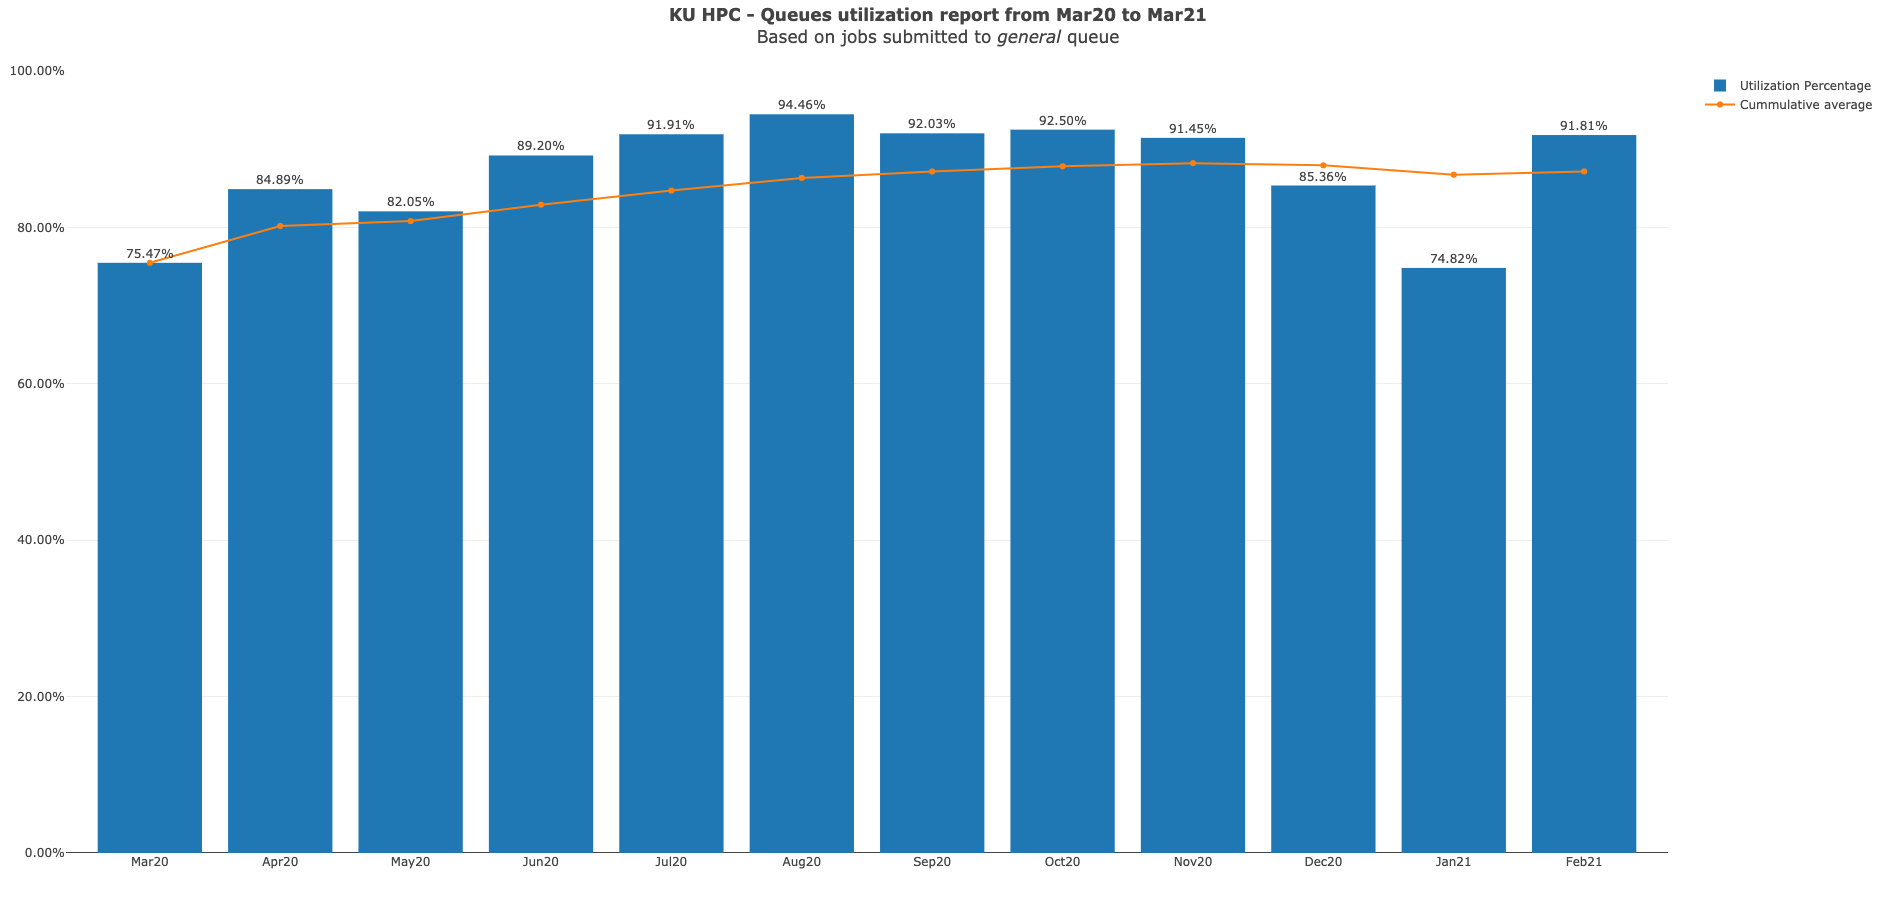 KU HPC - Queues utilization report from Mar20 to Mar21
Based on jobs submitted to general queue
Utilization Percentage
Cummulative average
100.00%
80.00%
60.00%
40.00%
20.00%
0.00%
75.47%
84.89%
82.05%
89.20%
91.91%
94.46%
92.03%
92.50%
91.45%
85.36%
74.82%
91.81%
Mar20
Apr20
May20
Jun20
Jul20
Aug20
Sep20
Oct20
Nov20
Dec20
Jan21
Feb21